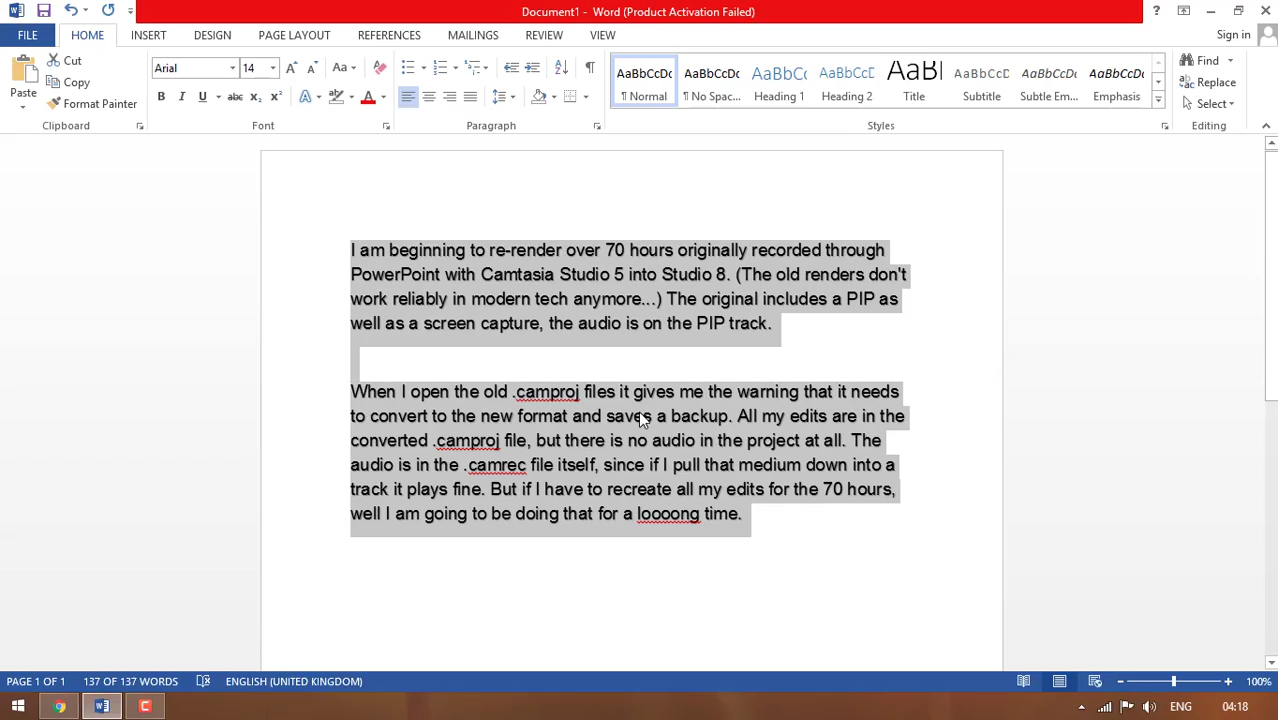 Document1 - Word (Product Activation Failed)
?
FILE HOME INSERT DESIGN PAGE LAYOUT REFERENCES MAILINGS REVIEW VIEW Sign in
Paste
Cut
Copy
Format Painter
Clipboard
Arial 14 Aa
B I U abc x₂ x² A A
Font
Paragraph
AaBbCcDc AaBbCcDc AaBbCc AaBbCcC AaBl AaBbCcD AaBbCcDc AaBbCcDc
¶ Normal ¶ No Spac... Heading 1 Heading 2 Title Subtitle Subtle Em... Emphasis
Styles
Find
Replace
Select
Editing
I am beginning to re-render over 70 hours originally recorded through
PowerPoint with Camtasia Studio 5 into Studio 8. (The old renders don't
work reliably in modern tech anymore...) The original includes a PIP as
well as a screen capture, the audio is on the PIP track.
When I open the old .camproj files it gives me the warning that it needs
to convert to the new format and saves a backup. All my edits are in the
converted .camproj file, but there is no audio in the project at all. The
audio is in the .camrec file itself, since if I pull that medium down into a
track it plays fine. But if I have to recreate all my edits for the 70 hours,
well I am going to be doing that for a loooong time.
PAGE 1 OF 1 137 OF 137 WORDS ENGLISH (UNITED KINGDOM) 100%
ENG 04:18